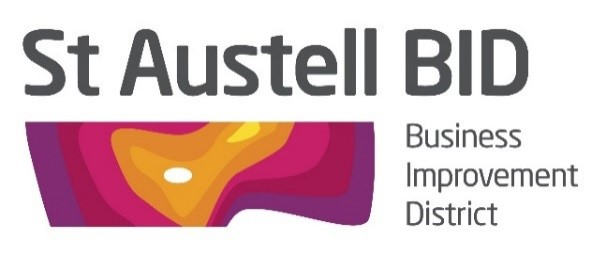 St Austell BID
Business
Improvement
District